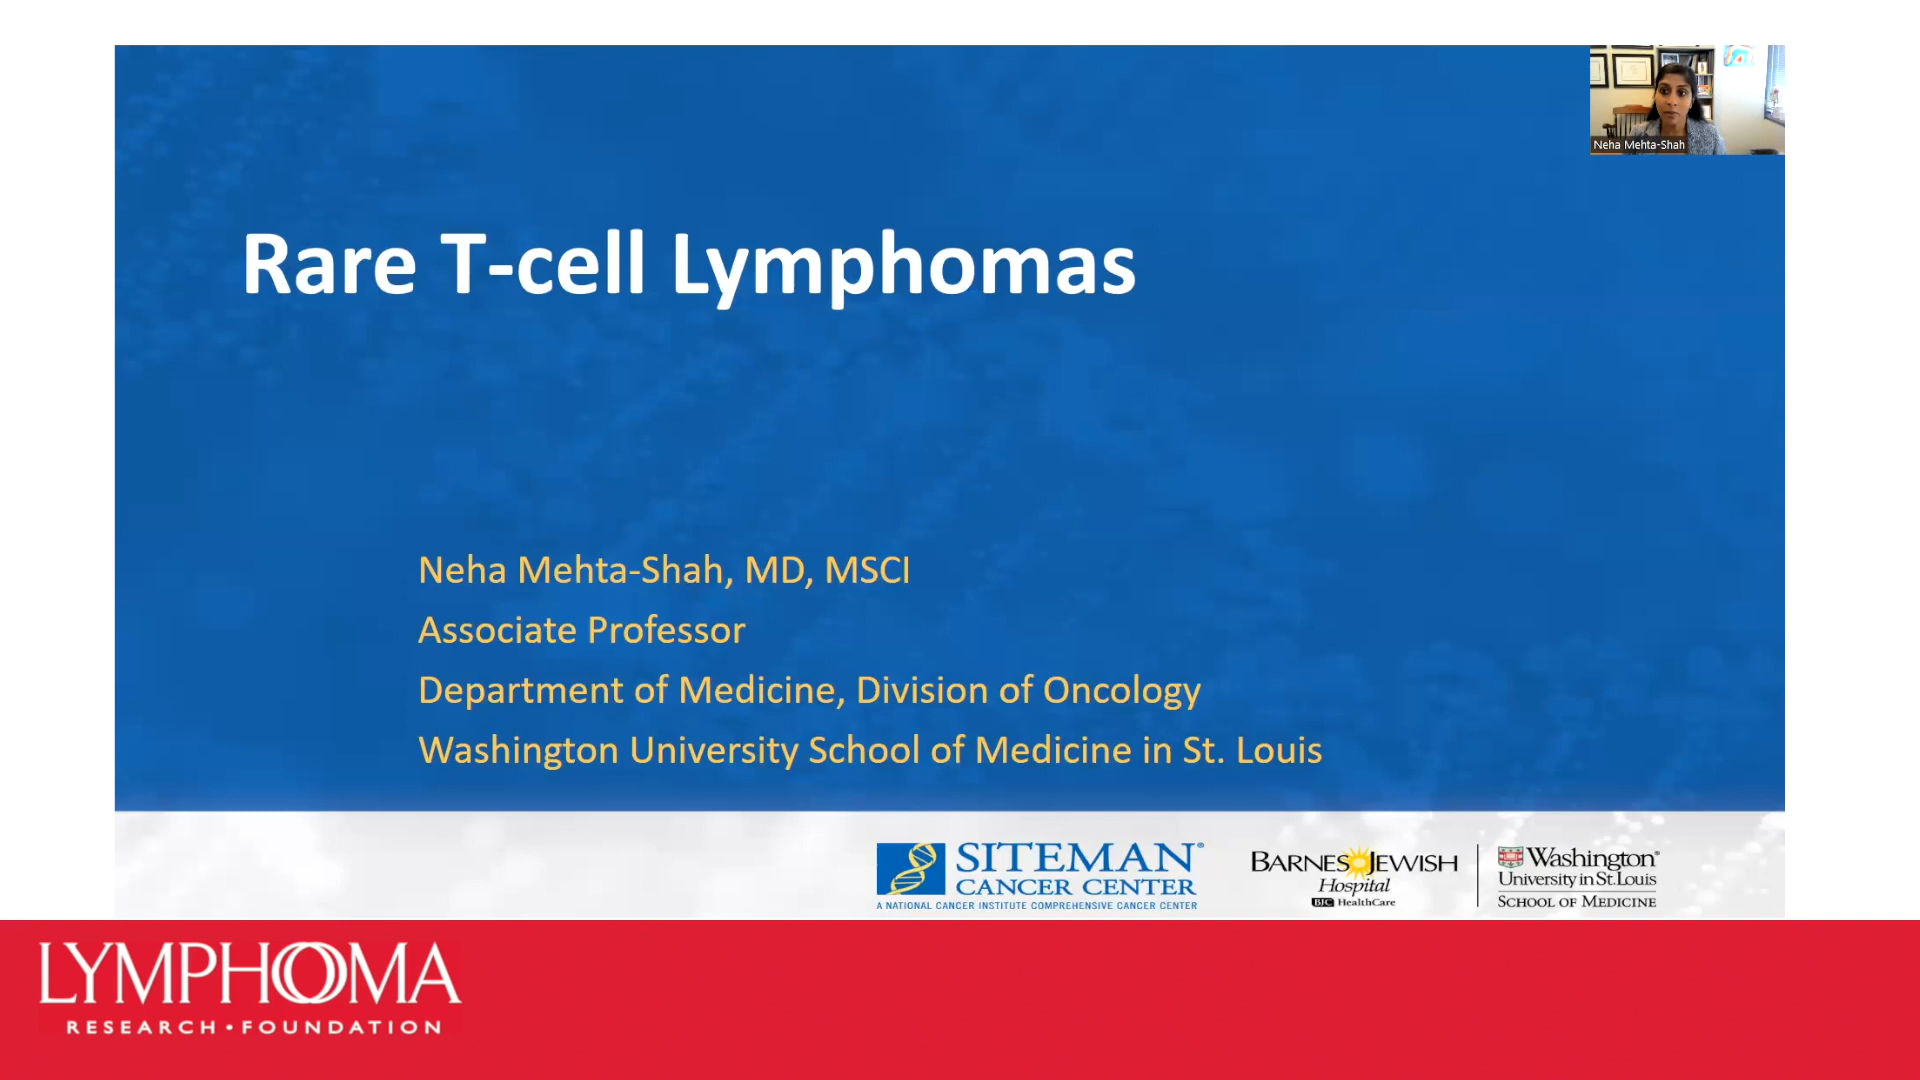 Neha Mehta-Shah
Rare T-cell Lymphomas
Neha Mehta-Shah, MD, MSCI
Associate Professor
Department of Medicine, Division of Oncology
Washington University School of Medicine in St. Louis
SITEMAN®
CANCER CENTER
A NATIONAL CANCER INSTITUTE COMPREHENSIVE CANCER CENTER
BARNES JEWISH
Hospital
BJC HealthCare
Washington®
University in St. Louis
SCHOOL OF MEDICINE
LYMPHOMA
RESEARCH • FOUNDATION